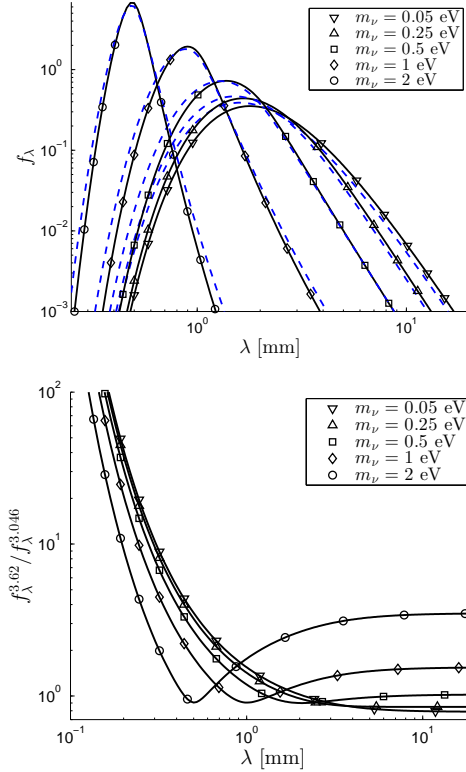 m_ν = 0.05 eV
m_ν = 0.25 eV
m_ν = 0.5 eV
m_ν = 1 eV
m_ν = 2 eV
f_λ
10^0
10^{-1}
10^{-2}
10^{-3}
10^0
10^1
λ [mm]
m_ν = 0.05 eV
m_ν = 0.25 eV
m_ν = 0.5 eV
m_ν = 1 eV
m_ν = 2 eV
f_λ^{3.62}/f_λ^{3.046}
10^2
10^1
10^0
10^{-1}
10^0
10^1
λ [mm]